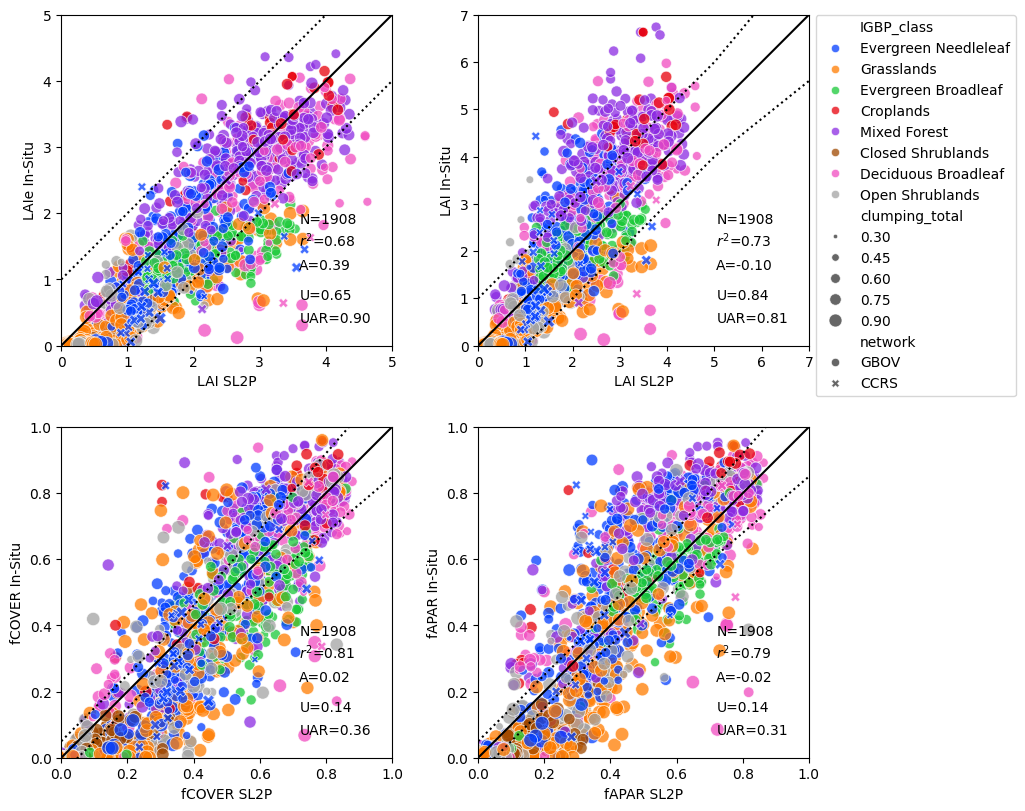 5
4
3
2
1
0
LAIe In-Situ
N=1908
r²=0.68
A=0.39
U=0.65
UAR=0.90
0 1 2 3 4 5
LAI SL2P
7
6
5
4
3
2
1
0
LAI In-Situ
N=1908
r²=0.73
A=-0.10
U=0.84
UAR=0.81
0 1 2 3 4 5 6 7
LAI SL2P
IGBP_class
Evergreen Needleleaf
Grasslands
Evergreen Broadleaf
Croplands
Mixed Forest
Closed Shrublands
Deciduous Broadleaf
Open Shrublands
clumping_total
0.30
0.45
0.60
0.75
0.90
network
GBOV
CCRS
1.0
0.8
0.6
0.4
0.2
0.0
fCOVER In-Situ
N=1908
r²=0.81
A=0.02
U=0.14
UAR=0.36
0.0 0.2 0.4 0.6 0.8 1.0
fCOVER SL2P
1.0
0.8
0.6
0.4
0.2
0.0
fAPAR In-Situ
N=1908
r²=0.79
A=-0.02
U=0.14
UAR=0.31
0.0 0.2 0.4 0.6 0.8 1.0
fAPAR SL2P